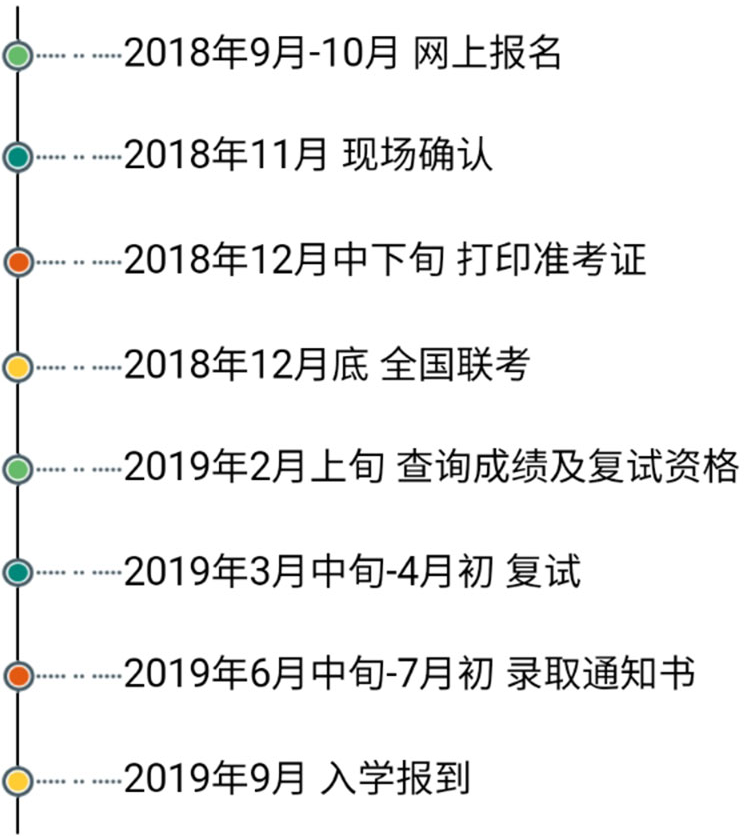 2018年9月-10月 网上报名
2018年11月 现场确认
2018年12月中下旬 打印准考证
2018年12月底 全国联考
2019年2月上旬 查询成绩及复试资格
2019年3月中旬-4月初 复试
2019年6月中旬-7月初 录取通知书
2019年9月 入学报到